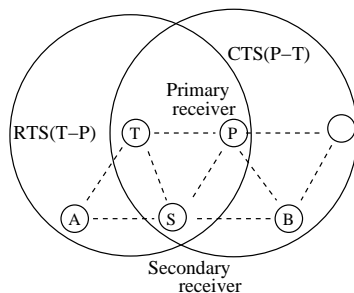 CTS(P−T)
Primary
receiver
RTS(T−P)
T
P
A
S
B
Secondary
receiver